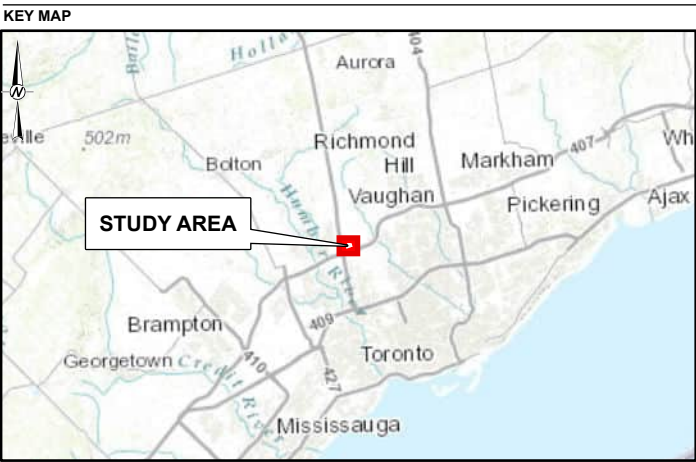 KEY MAP
Holla
404
Aurora
N
eville
502m
Richmond
Hill
407
Wh
Bolton
Markham
Humber River
Vaughan
Pickering
Ajax
STUDY AREA
Brampton
409
Georgetown
Credit River
410
Toronto
427
Mississauga